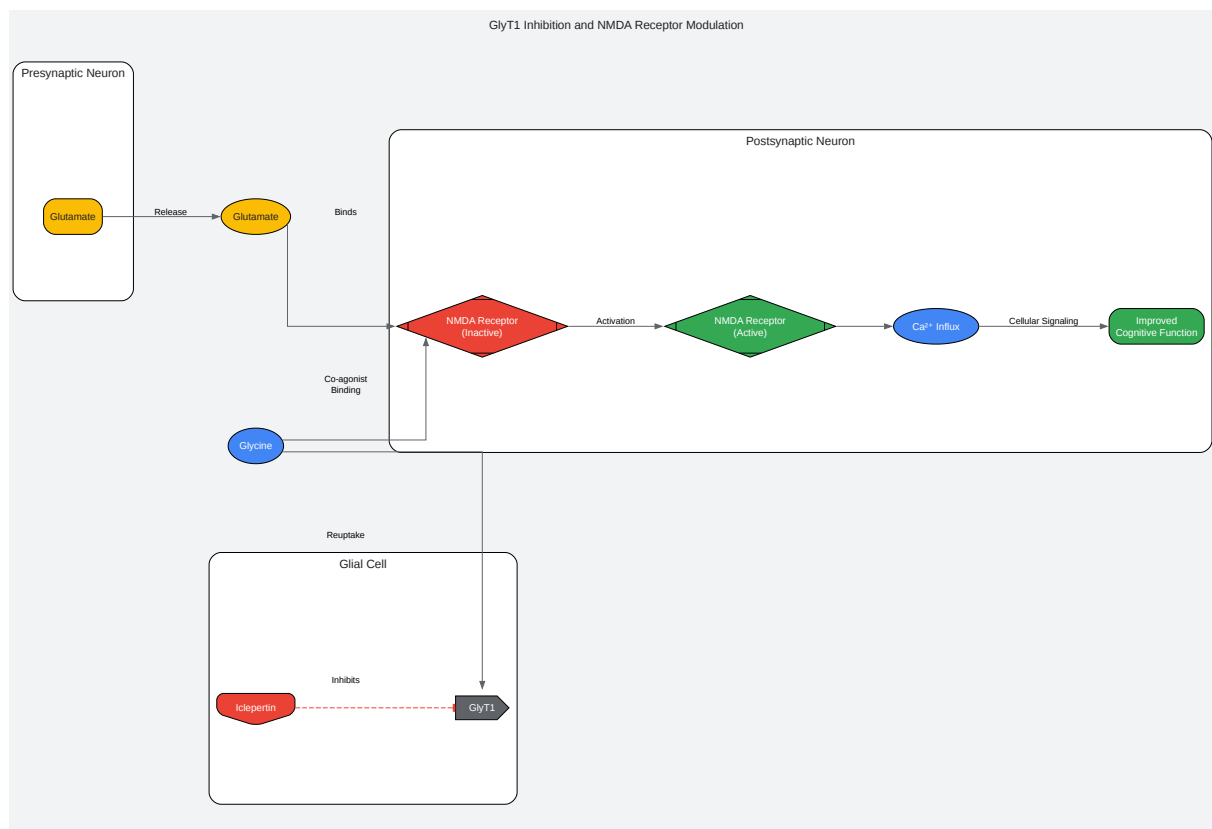 GlyT1 Inhibition and NMDA Receptor Modulation
Presynaptic Neuron
Postsynaptic Neuron
Glutamate
Release
Glutamate
Binds
NMDA Receptor
(Inactive)
Activation
NMDA Receptor
(Active)
Ca²⁺ Influx
Cellular Signaling
Improved
Cognitive Function
Co-agonist
Binding
Glycine
Reuptake
Glial Cell
Inhibits
Iclepertin
GlyT1